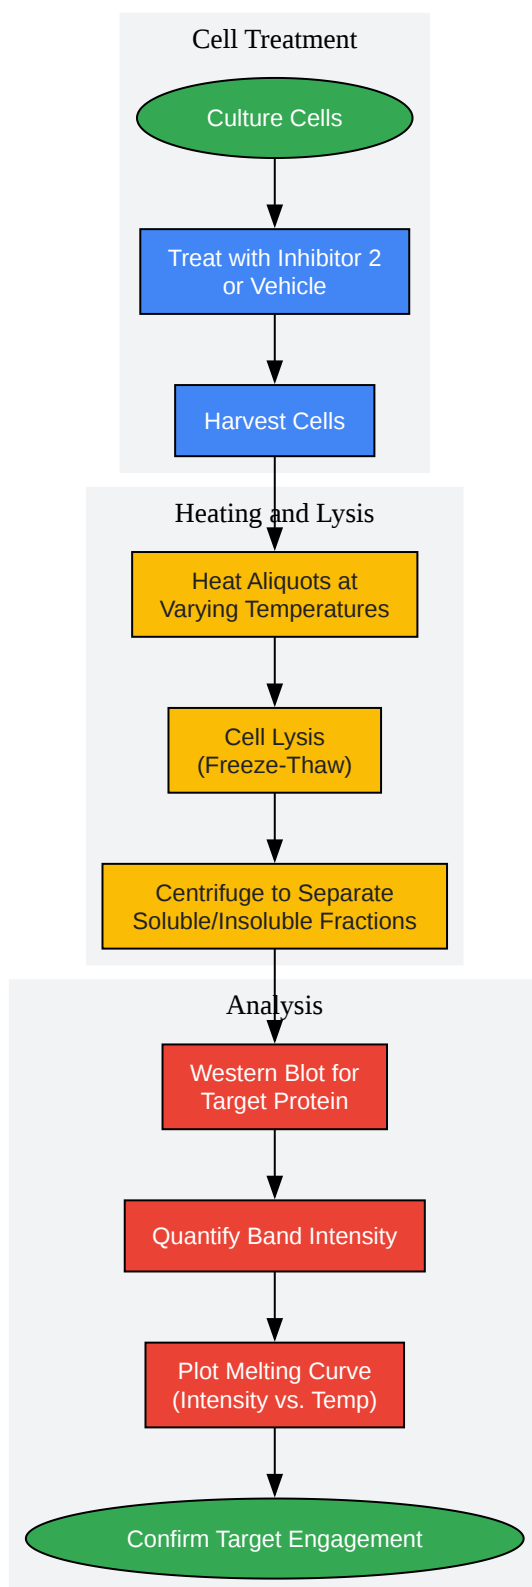 Cell Treatment
Culture Cells
Treat with Inhibitor 2
or Vehicle
Harvest Cells
Heating and Lysis
Heat Aliquots at
Varying Temperatures
Cell Lysis
(Freeze-Thaw)
Centrifuge to Separate
Soluble/Insoluble Fractions
Analysis
Western Blot for
Target Protein
Quantify Band Intensity
Plot Melting Curve
(Intensity vs. Temp)
Confirm Target Engagement